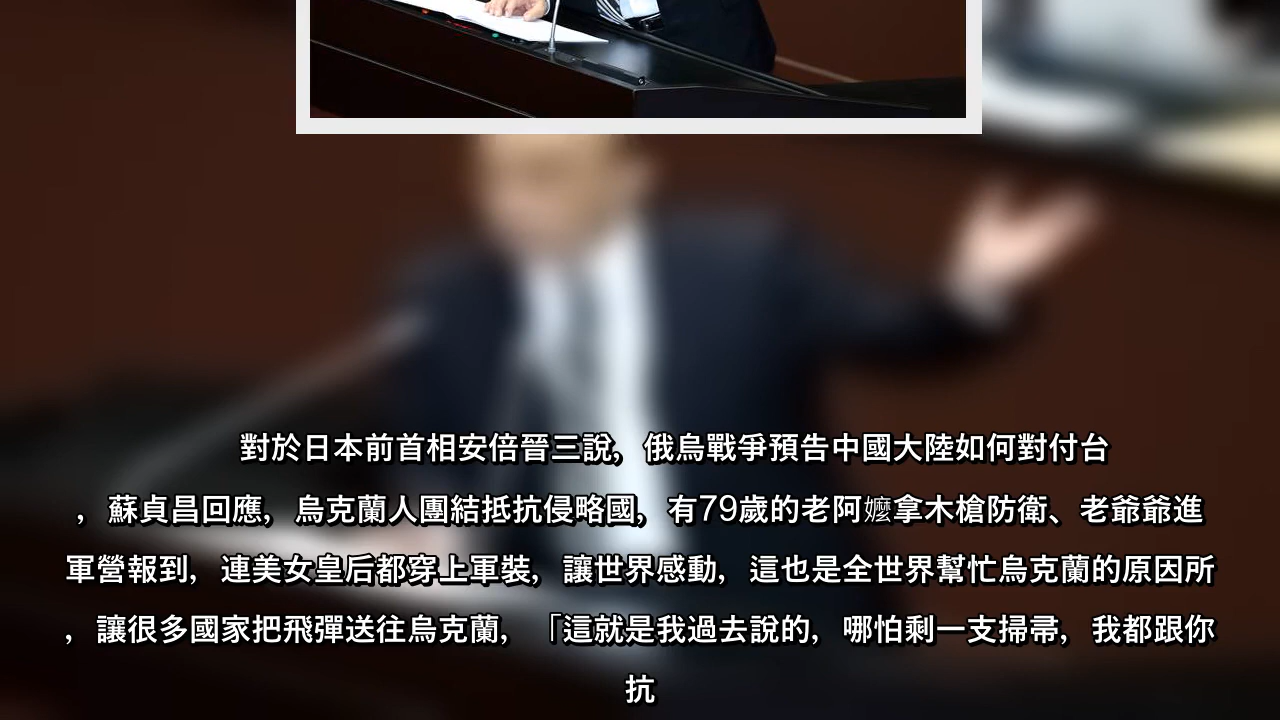 對於日本前首相安倍晉三說，俄烏戰爭預告中國大陸如何對付台
，蘇貞昌回應，烏克蘭人團結抵抗侵略國，有79歲的老阿嬤拿木槍防衛、老爺爺進
軍營報到，連美女皇后都穿上軍裝，讓世界感動，這也是全世界幫忙烏克蘭的原因所
，讓很多國家把飛彈送往烏克蘭，「這就是我過去說的，哪怕剩一支掃帚，我都跟你
抗